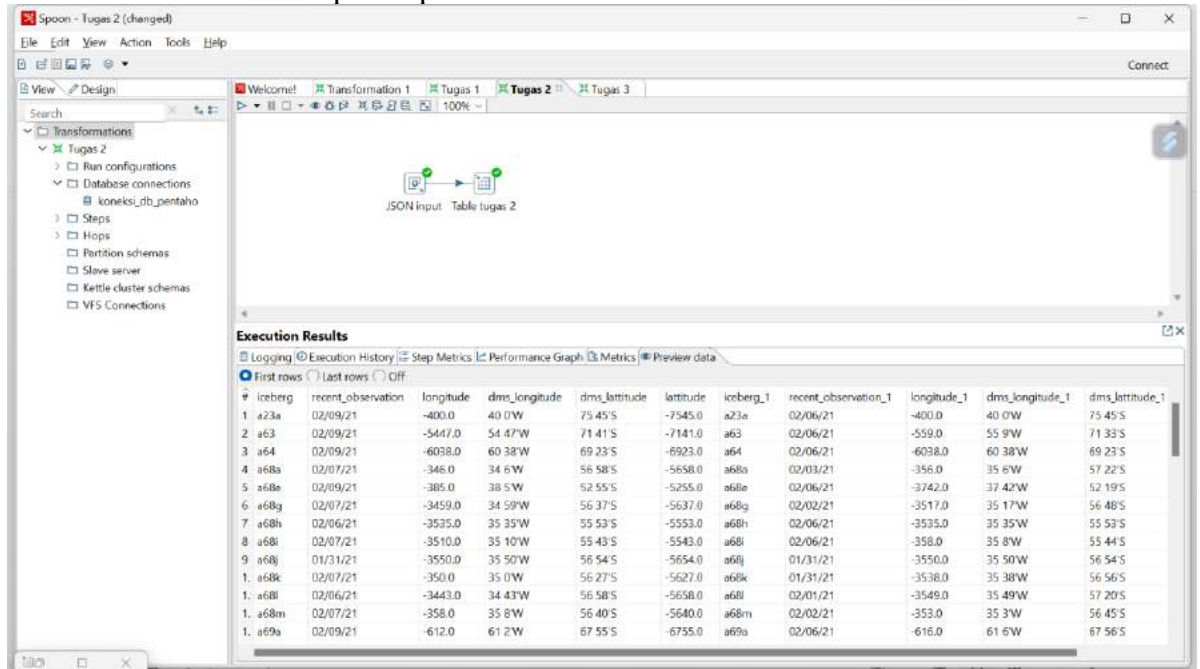 Spoon - Tugas 2 (changed)
File Edit View Action Tools Help
Connect
View Design
Welcome! Transformation 1 Tugas 1 Tugas 2 Tugas 3
Search
100%
Transformations
Tugas 2
Run configurations
Database connections
koneksi_db_pentaho
Steps
Hops
Partition schemas
Slave server
Kettle cluster schemas
VFS Connections
JSON input Table tugas 2
Execution Results
Logging Execution History Step Metrics Performance Graph Metrics Preview data
First rows Last rows Off
# iceberg recent_observation longitude dms_longitude dms_lattitude lattitude iceberg_1 recent_observation_1 longitude_1 dms_longitude_1 dms_lattitude_1
1 a23a 02/09/21 -400.0 40 0'W 75 45'S -7545.0 a23a 02/06/21 -400.0 40 0'W 75 45'S
2 a63 02/09/21 -5447.0 54 47'W 71 41'S -7141.0 a63 02/06/21 -559.0 55 9'W 71 33'S
3 a64 02/09/21 -6038.0 60 38'W 69 23'S -6923.0 a64 02/06/21 -6038.0 60 38'W 69 23'S
4 a68a 02/07/21 -346.0 34 6'W 56 58'S -5658.0 a68a 02/03/21 -356.0 35 6'W 57 22'S
5 a68e 02/09/21 -385.0 38 5'W 52 55'S -5255.0 a68e 02/06/21 -3742.0 37 42'W 52 19'S
6 a68g 02/07/21 -3459.0 34 59'W 56 37'S -5637.0 a68g 02/02/21 -3517.0 35 17'W 56 48'S
7 a68h 02/06/21 -3535.0 35 35'W 55 53'S -5553.0 a68h 02/06/21 -3535.0 35 35'W 55 53'S
8 a68i 02/07/21 -3510.0 35 10'W 55 43'S -5543.0 a68i 02/06/21 -358.0 35 8'W 55 44'S
9 a68j 01/31/21 -3550.0 35 50'W 56 54'S -5654.0 a68j 01/31/21 -3550.0 35 50'W 56 54'S
1. a68k 02/07/21 -350.0 35 0'W 56 27'S -5627.0 a68k 01/31/21 -3538.0 35 38'W 56 56'S
1. a68l 02/06/21 -3443.0 34 43'W 56 58'S -5658.0 a68l 02/01/21 -3549.0 35 49'W 57 20'S
1. a68m 02/07/21 -358.0 35 8'W 56 40'S -5640.0 a68m 02/02/21 -353.0 35 3'W 56 45'S
1. a69a 02/09/21 -612.0 61 2'W 67 55'S -6755.0 a69a 02/06/21 -616.0 61 6'W 67 56'S